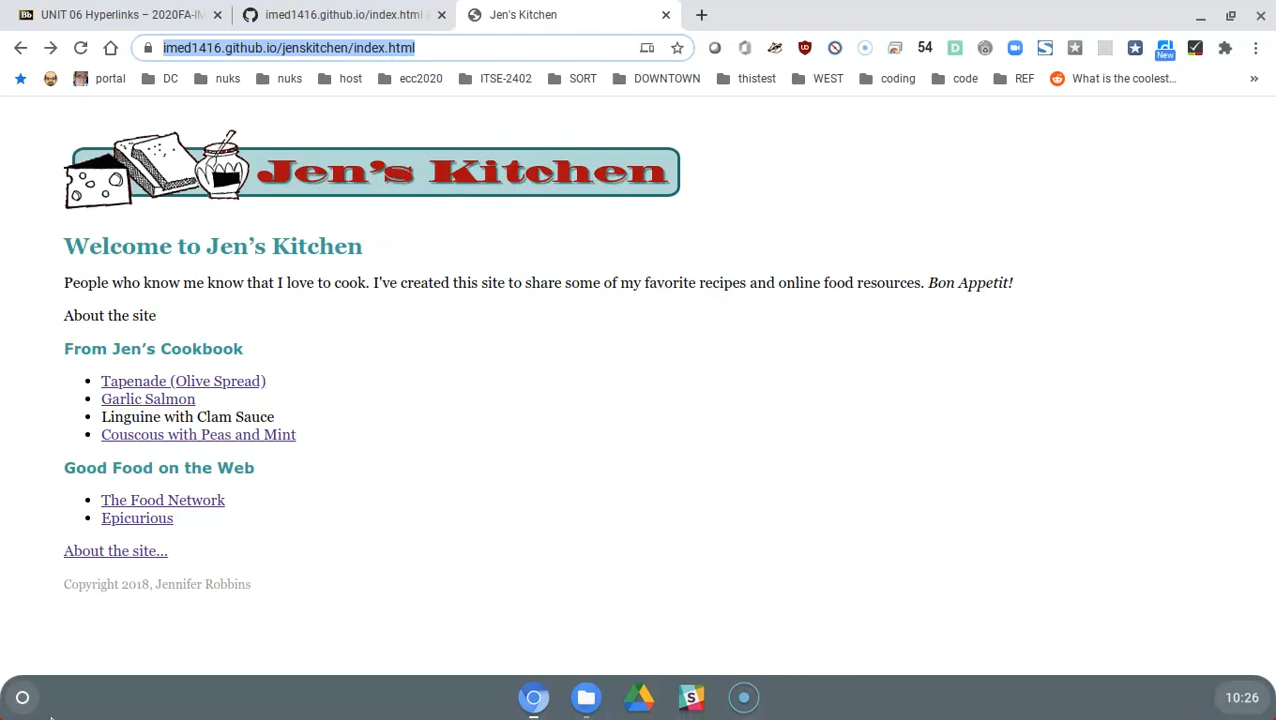 UNIT 06 Hyperlinks – 2020FA-IM
imed1416.github.io/index.html
Jen's Kitchen
imed1416.github.io/jenskitchen/index.html
54
New
portal
DC
nuks
nuks
host
ecc2020
ITSE-2402
SORT
DOWNTOWN
thistest
WEST
coding
code
REF
What is the coolest...
»
Jen's Kitchen
Welcome to Jen’s Kitchen
People who know me know that I love to cook. I've created this site to share some of my favorite recipes and online food resources. Bon Appetit!
About the site
From Jen’s Cookbook
• Tapenade (Olive Spread)
• Garlic Salmon
• Linguine with Clam Sauce
• Couscous with Peas and Mint
Good Food on the Web
• The Food Network
• Epicurious
About the site...
Copyright 2018, Jennifer Robbins
10:26